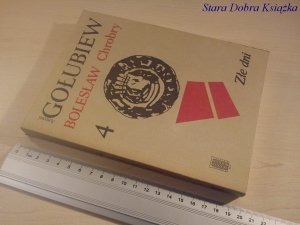 Stara Dobra Książka
GOŁUBIEW
BOLESŁAW Chrobry
4
Złe dni